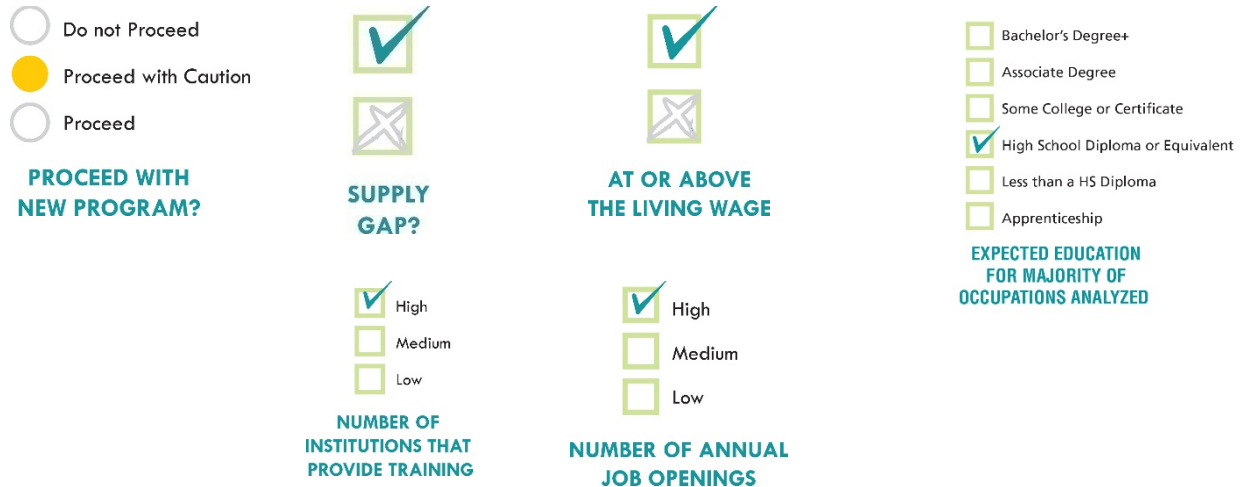 Do not Proceed
Proceed with Caution
Proceed
PROCEED WITH
NEW PROGRAM?
SUPPLY
GAP?
AT OR ABOVE
THE LIVING WAGE
Bachelor's Degree+
Associate Degree
Some College or Certificate
High School Diploma or Equivalent
Less than a HS Diploma
Apprenticeship
EXPECTED EDUCATION
FOR MAJORITY OF
OCCUPATIONS ANALYZED
High
Medium
Low
NUMBER OF
INSTITUTIONS THAT
PROVIDE TRAINING
High
Medium
Low
NUMBER OF ANNUAL
JOB OPENINGS